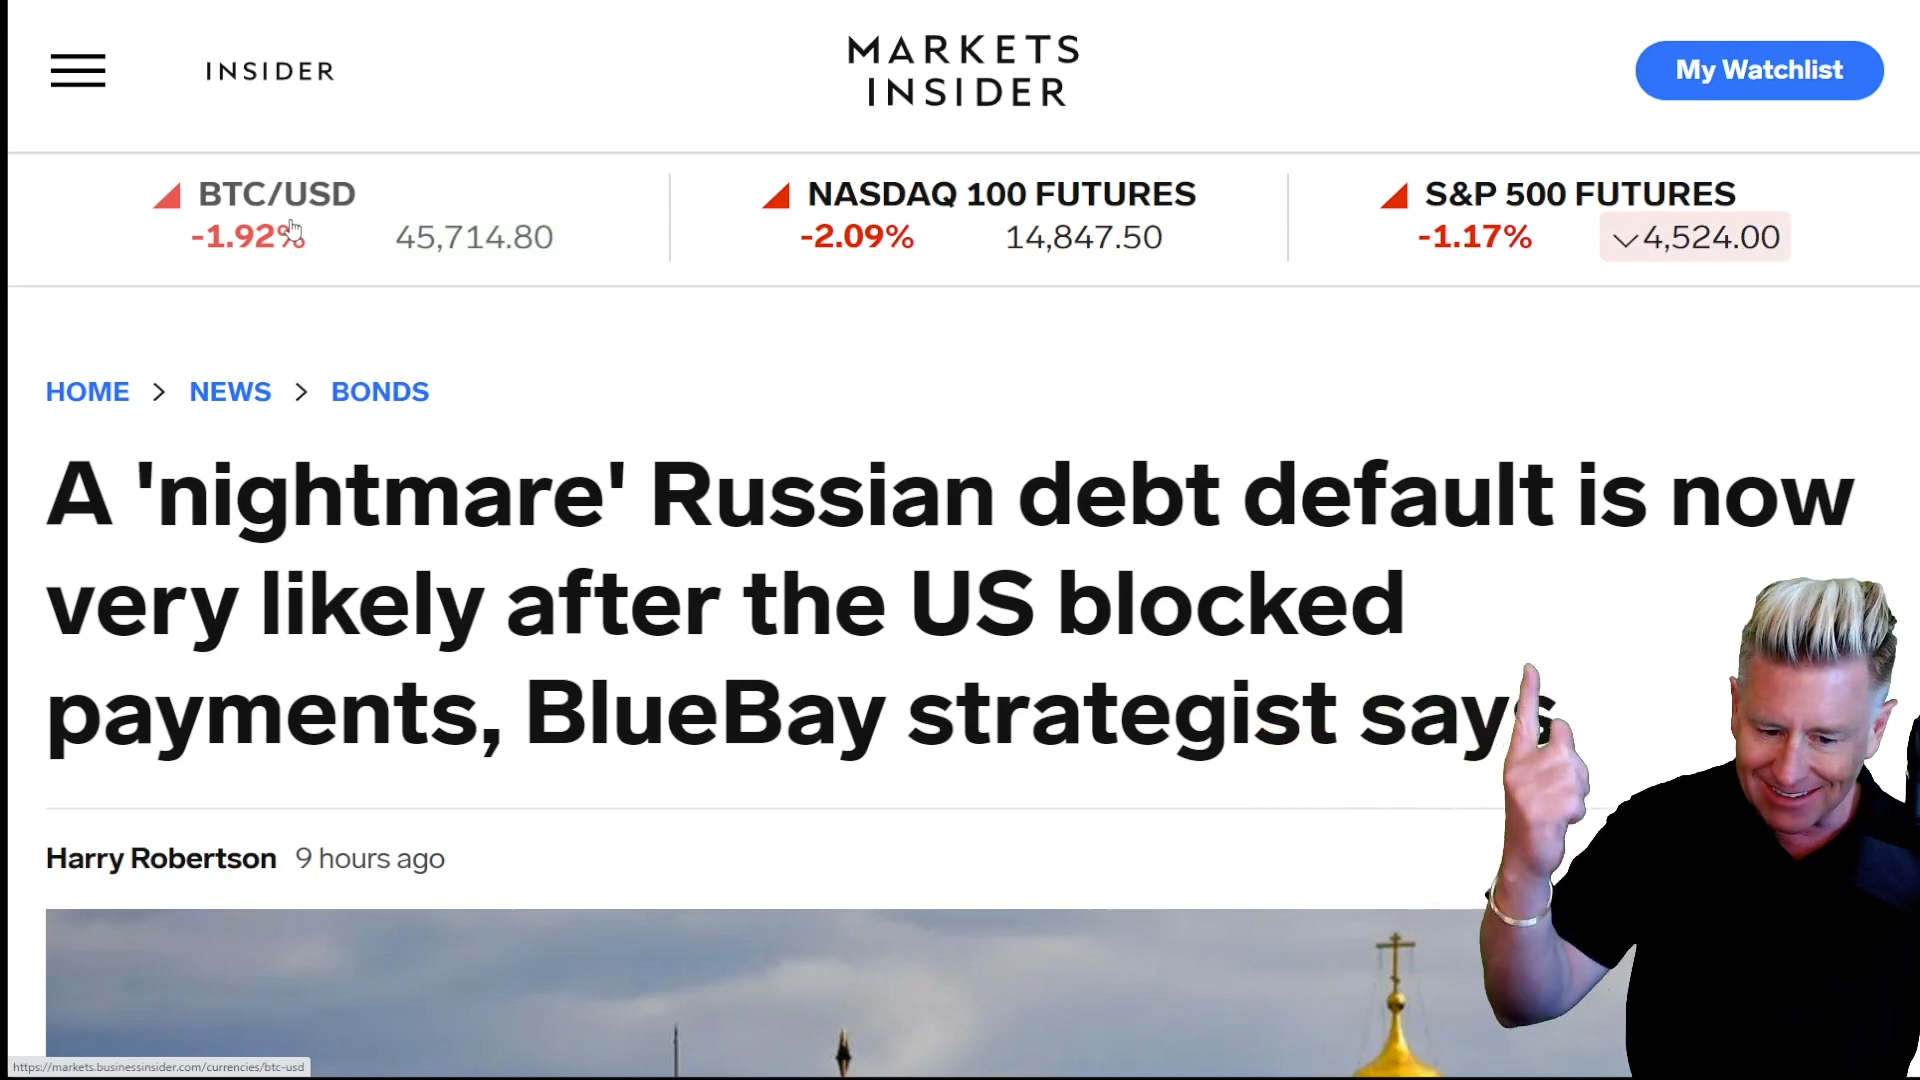 INSIDER
MARKETS
INSIDER
My Watchlist
BTC/USD
-1.92%
45,714.80
NASDAQ 100 FUTURES
-2.09%
14,847.50
S&P 500 FUTURES
-1.17%
4,524.00
HOME > NEWS > BONDS
A 'nightmare' Russian debt default is now
very likely after the US blocked
payments, BlueBay strategist says
Harry Robertson 9 hours ago
https://markets.businessinsider.com/currencies/btc-usd